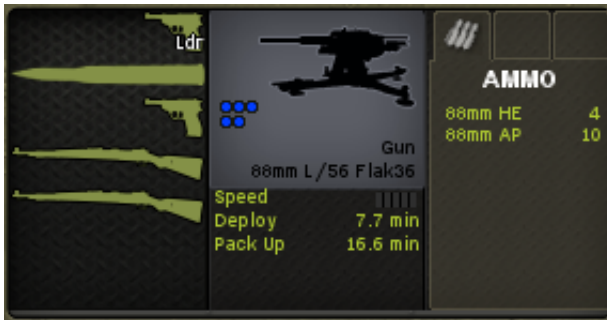 Ldr
Gun
88mm L/56 Flak36
Speed
Deploy 7.7 min
Pack Up 16.6 min
AMMO
88mm HE 4
88mm AP 10